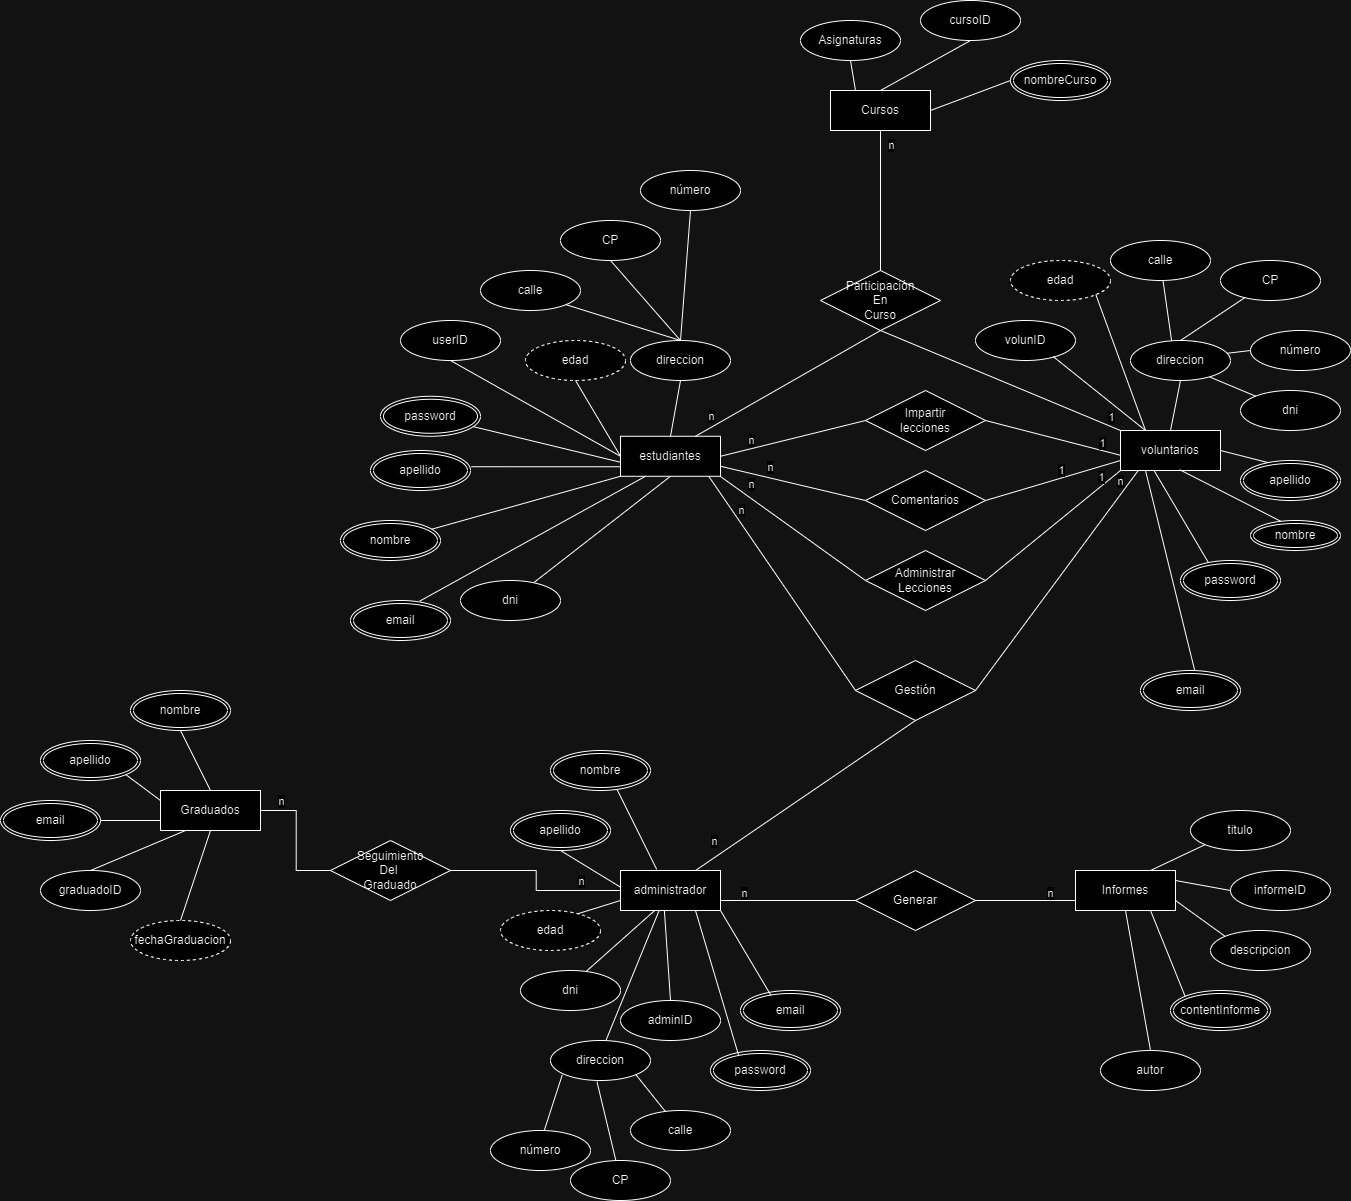 cursoID
Asignaturas
nombreCurso
Cursos
n
número
CP
calle
userID
edad
direccion
password
apellido
nombre
email
dni
estudiantes
Participación
En
Curso
n
1
Impartir
lecciones
n
1
Comentarios
n
1
Administrar
Lecciones
n
1
Gestión
n
n
n
edad
calle
CP
volunID
direccion
número
dni
voluntarios
apellido
nombre
password
email
nombre
apellido
email
Graduados
graduadoID
fechaGraduacion
n
Seguimiento
Del
Graduado
n
nombre
apellido
administrador
edad
dni
adminID
email
password
direccion
número
CP
calle
n
Generar
n
Informes
titulo
informeID
descripcion
contentInforme
autor